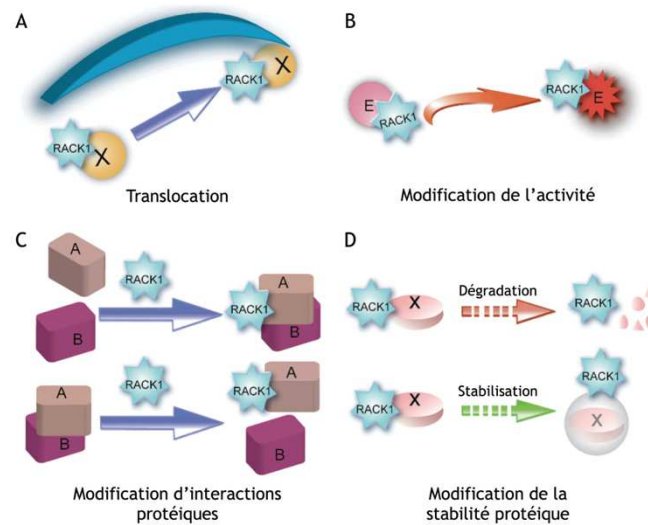 A
RACK1
X
RACK1
X
Translocation
B
E
RACK1
RACK1
E
Modification de l’activité
C
A
B
RACK1
RACK1
A
B
A
B
RACK1
RACK1
A
B
Modification d’interactions
protéiques
D
RACK1
X
Dégradation
RACK1
RACK1
X
Stabilisation
RACK1
X
Modification de la
stabilité protéique